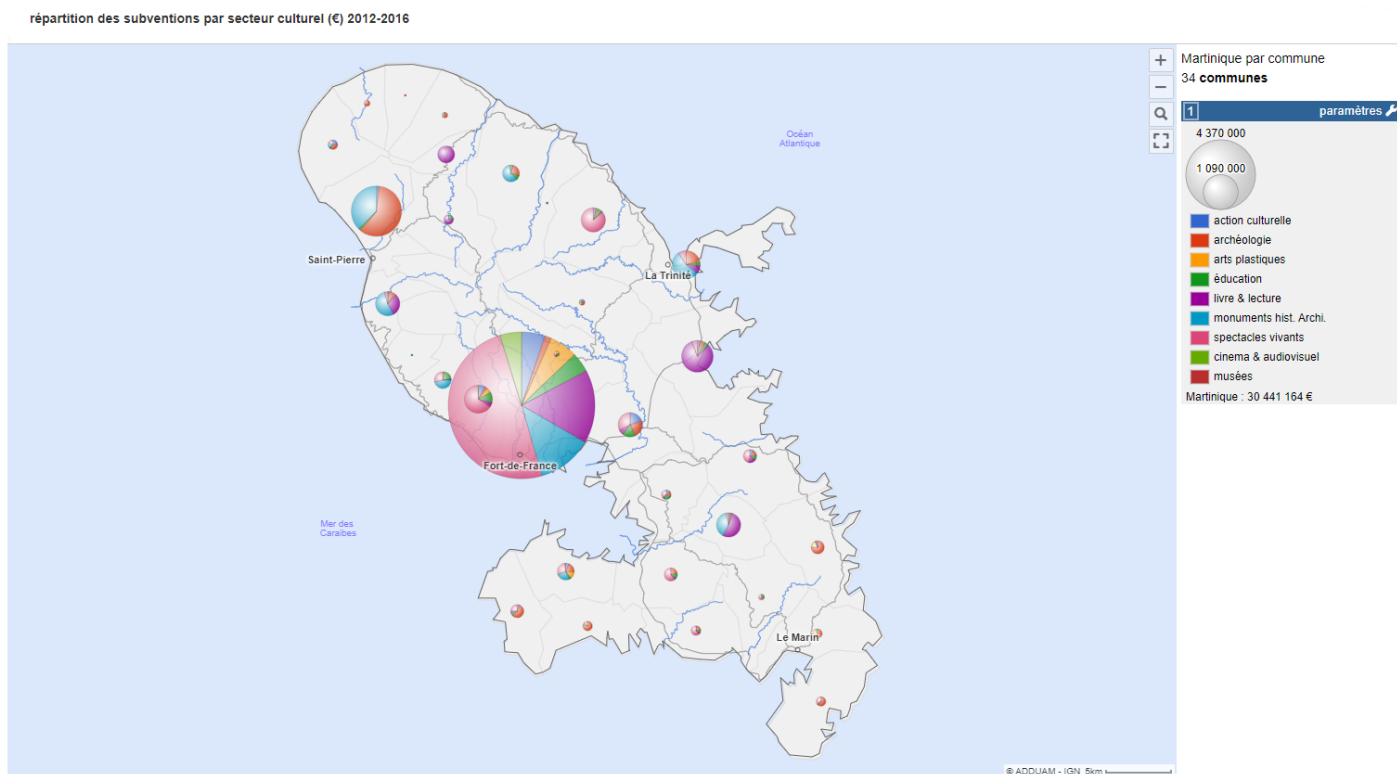 répartition des subventions par secteur culturel (€) 2012-2016
Océan
Atlantique
Saint-Pierre
La Trinité
Fort-de-France
Mer des
Caraibes
Le Marin
© ADDUAM - IGN 5km
+
−
Martinique par commune
34 communes
1 paramètres
4 370 000
1 090 000
action culturelle
archéologie
arts plastiques
éducation
livre & lecture
monuments hist. Archi.
spectacles vivants
cinema & audiovisuel
musées
Martinique : 30 441 164 €